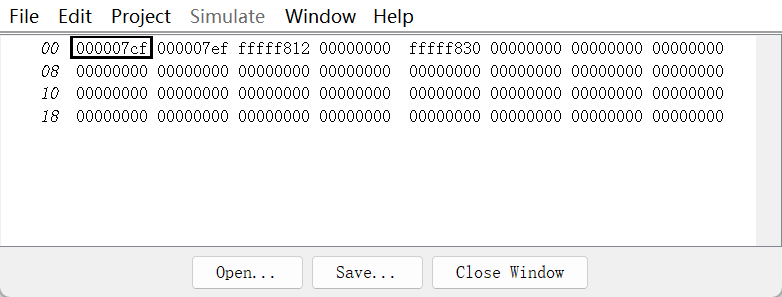 File Edit Project Simulate Window Help
00 000007cf 000007ef fffff812 00000000 fffff830 00000000 00000000 00000000
08 00000000 00000000 00000000 00000000 00000000 00000000 00000000 00000000
10 00000000 00000000 00000000 00000000 00000000 00000000 00000000 00000000
18 00000000 00000000 00000000 00000000 00000000 00000000 00000000 00000000
Open... Save... Close Window